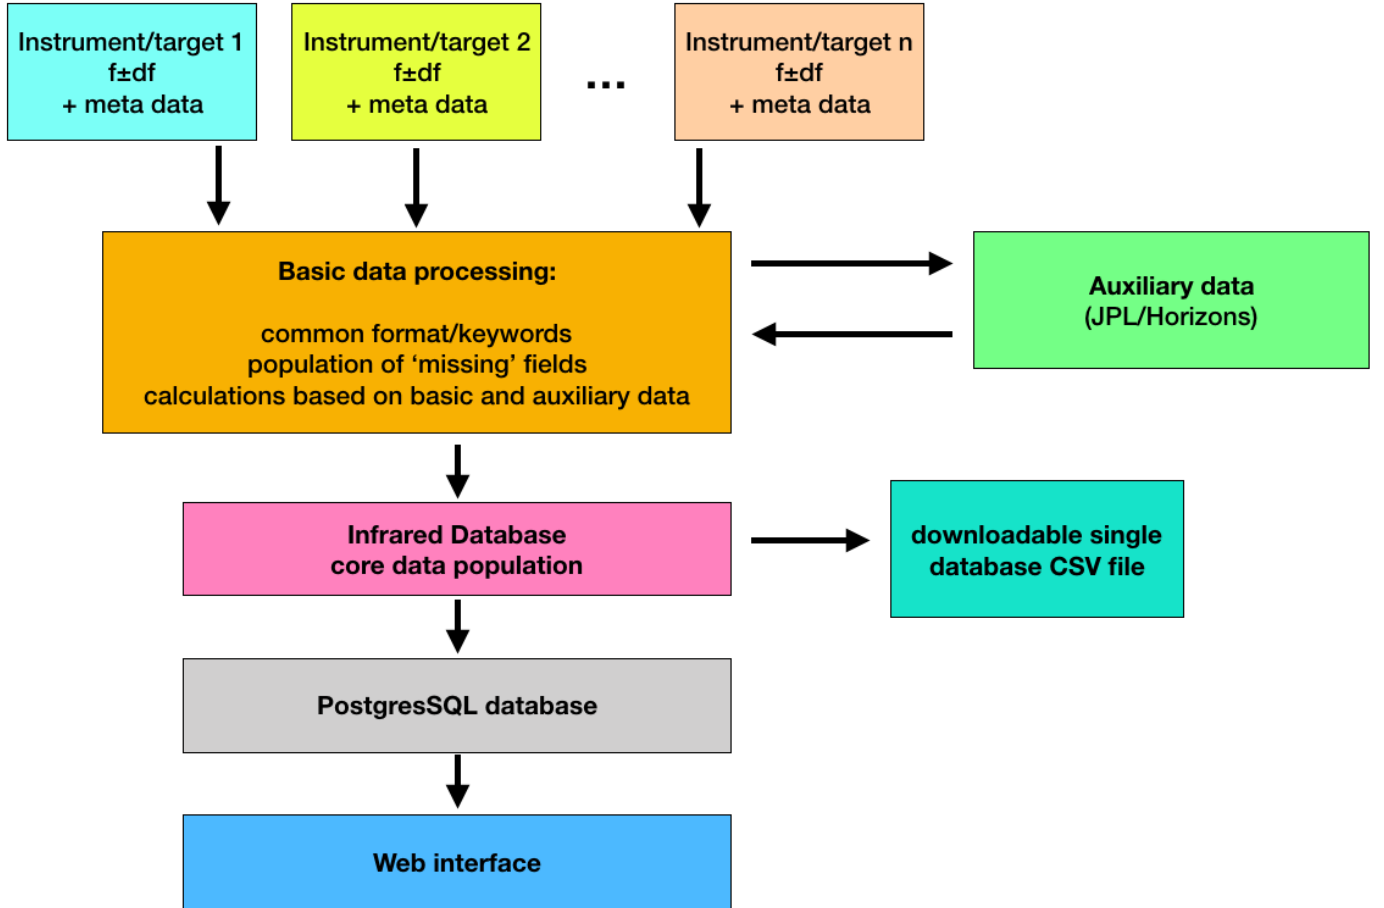 Instrument/target 1
f±df
+ meta data
Instrument/target 2
f±df
+ meta data
...
Instrument/target n
f±df
+ meta data
Basic data processing:
common format/keywords
population of ‘missing’ fields
calculations based on basic and auxiliary data
Auxiliary data
(JPL/Horizons)
Infrared Database
core data population
downloadable single
database CSV file
PostgresSQL database
Web interface